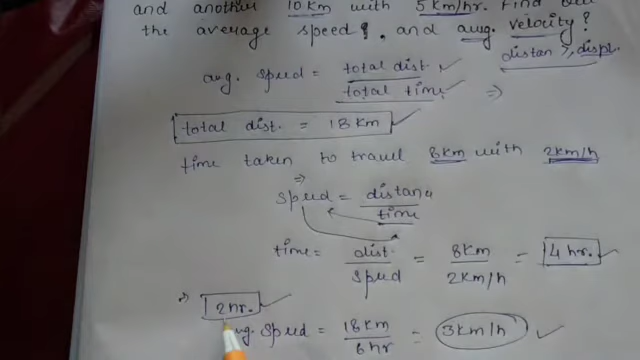 and another 10 Km with 5 Km/hr. Find out
the average speed ?. and avg. velocity?
distan >, displ.
avg. speed = total dist. / total time ⇒
total dist. = 18 Km
time taken to travel 8 Km with 2 Km/h
⇒
speed = distance / time
time = dist / speed = 8 Km / 2 Km/h = 4 hr.
⇒ 2 hr.
avg. speed = 18 Km / 6 hr = 3 Km/h